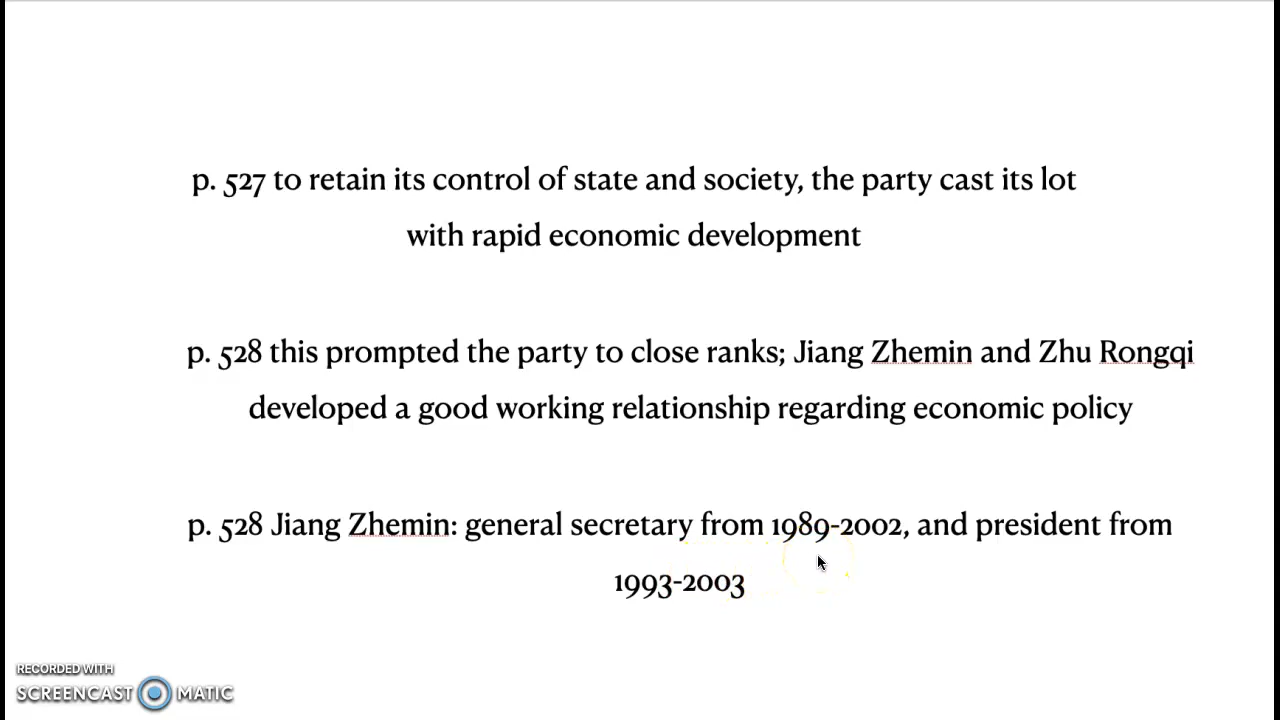 p. 527 to retain its control of state and society, the party cast its lot
with rapid economic development
p. 528 this prompted the party to close ranks; Jiang Zhemin and Zhu Rongqi
developed a good working relationship regarding economic policy
p. 528 Jiang Zhemin: general secretary from 1989-2002, and president from
1993-2003
RECORDED WITH
SCREENCAST MATIC